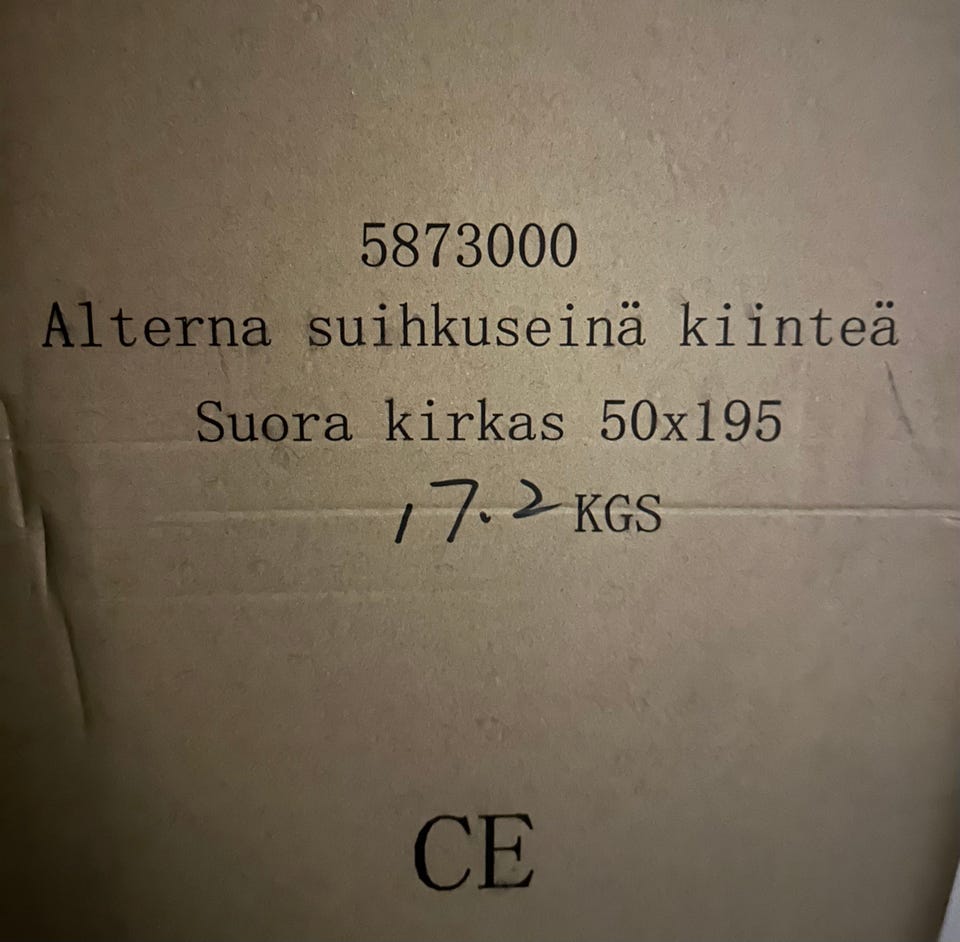 5873000
Alterna suihkuseinä kiinteä
Suora kirkas 50x195
17.2 KGS
CE